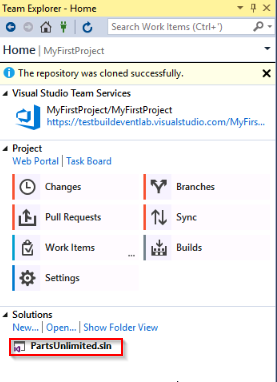 Team Explorer - Home
Search Work Items (Ctrl+')
Home | MyFirstProject
The repository was cloned successfully.
Visual Studio Team Services
MyFirstProject/MyFirstProject
https://testbuildeventlab.visualstudio.com/MyFirs...
Project
Web Portal | Task Board
Changes
Branches
Pull Requests
Sync
Work Items
...
Builds
Settings
Solutions
New... | Open... | Show Folder View
PartsUnlimited.sln